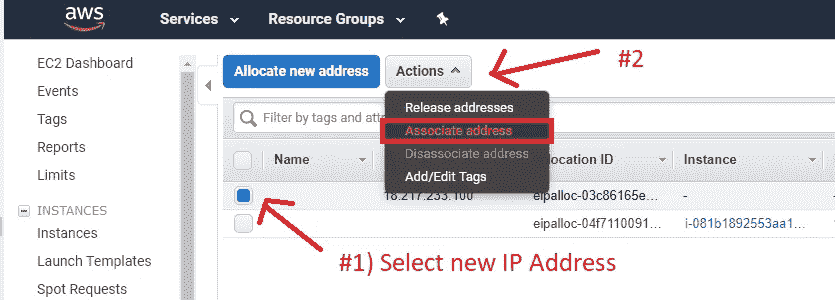 aws
Services
Resource Groups
EC2 Dashboard
Events
Tags
Reports
Limits
INSTANCES
Instances
Launch Templates
Spot Requests
Allocate new address
Actions
#2
Release addresses
Associate address
Disassociate address
Add/Edit Tags
Filter by tags and
Name
location ID
Instance
18.217.233.100
eipalloc-03c86165e...
-
eipalloc-04f7110091...
i-081b1892553aa1...
#1) Select new IP Address